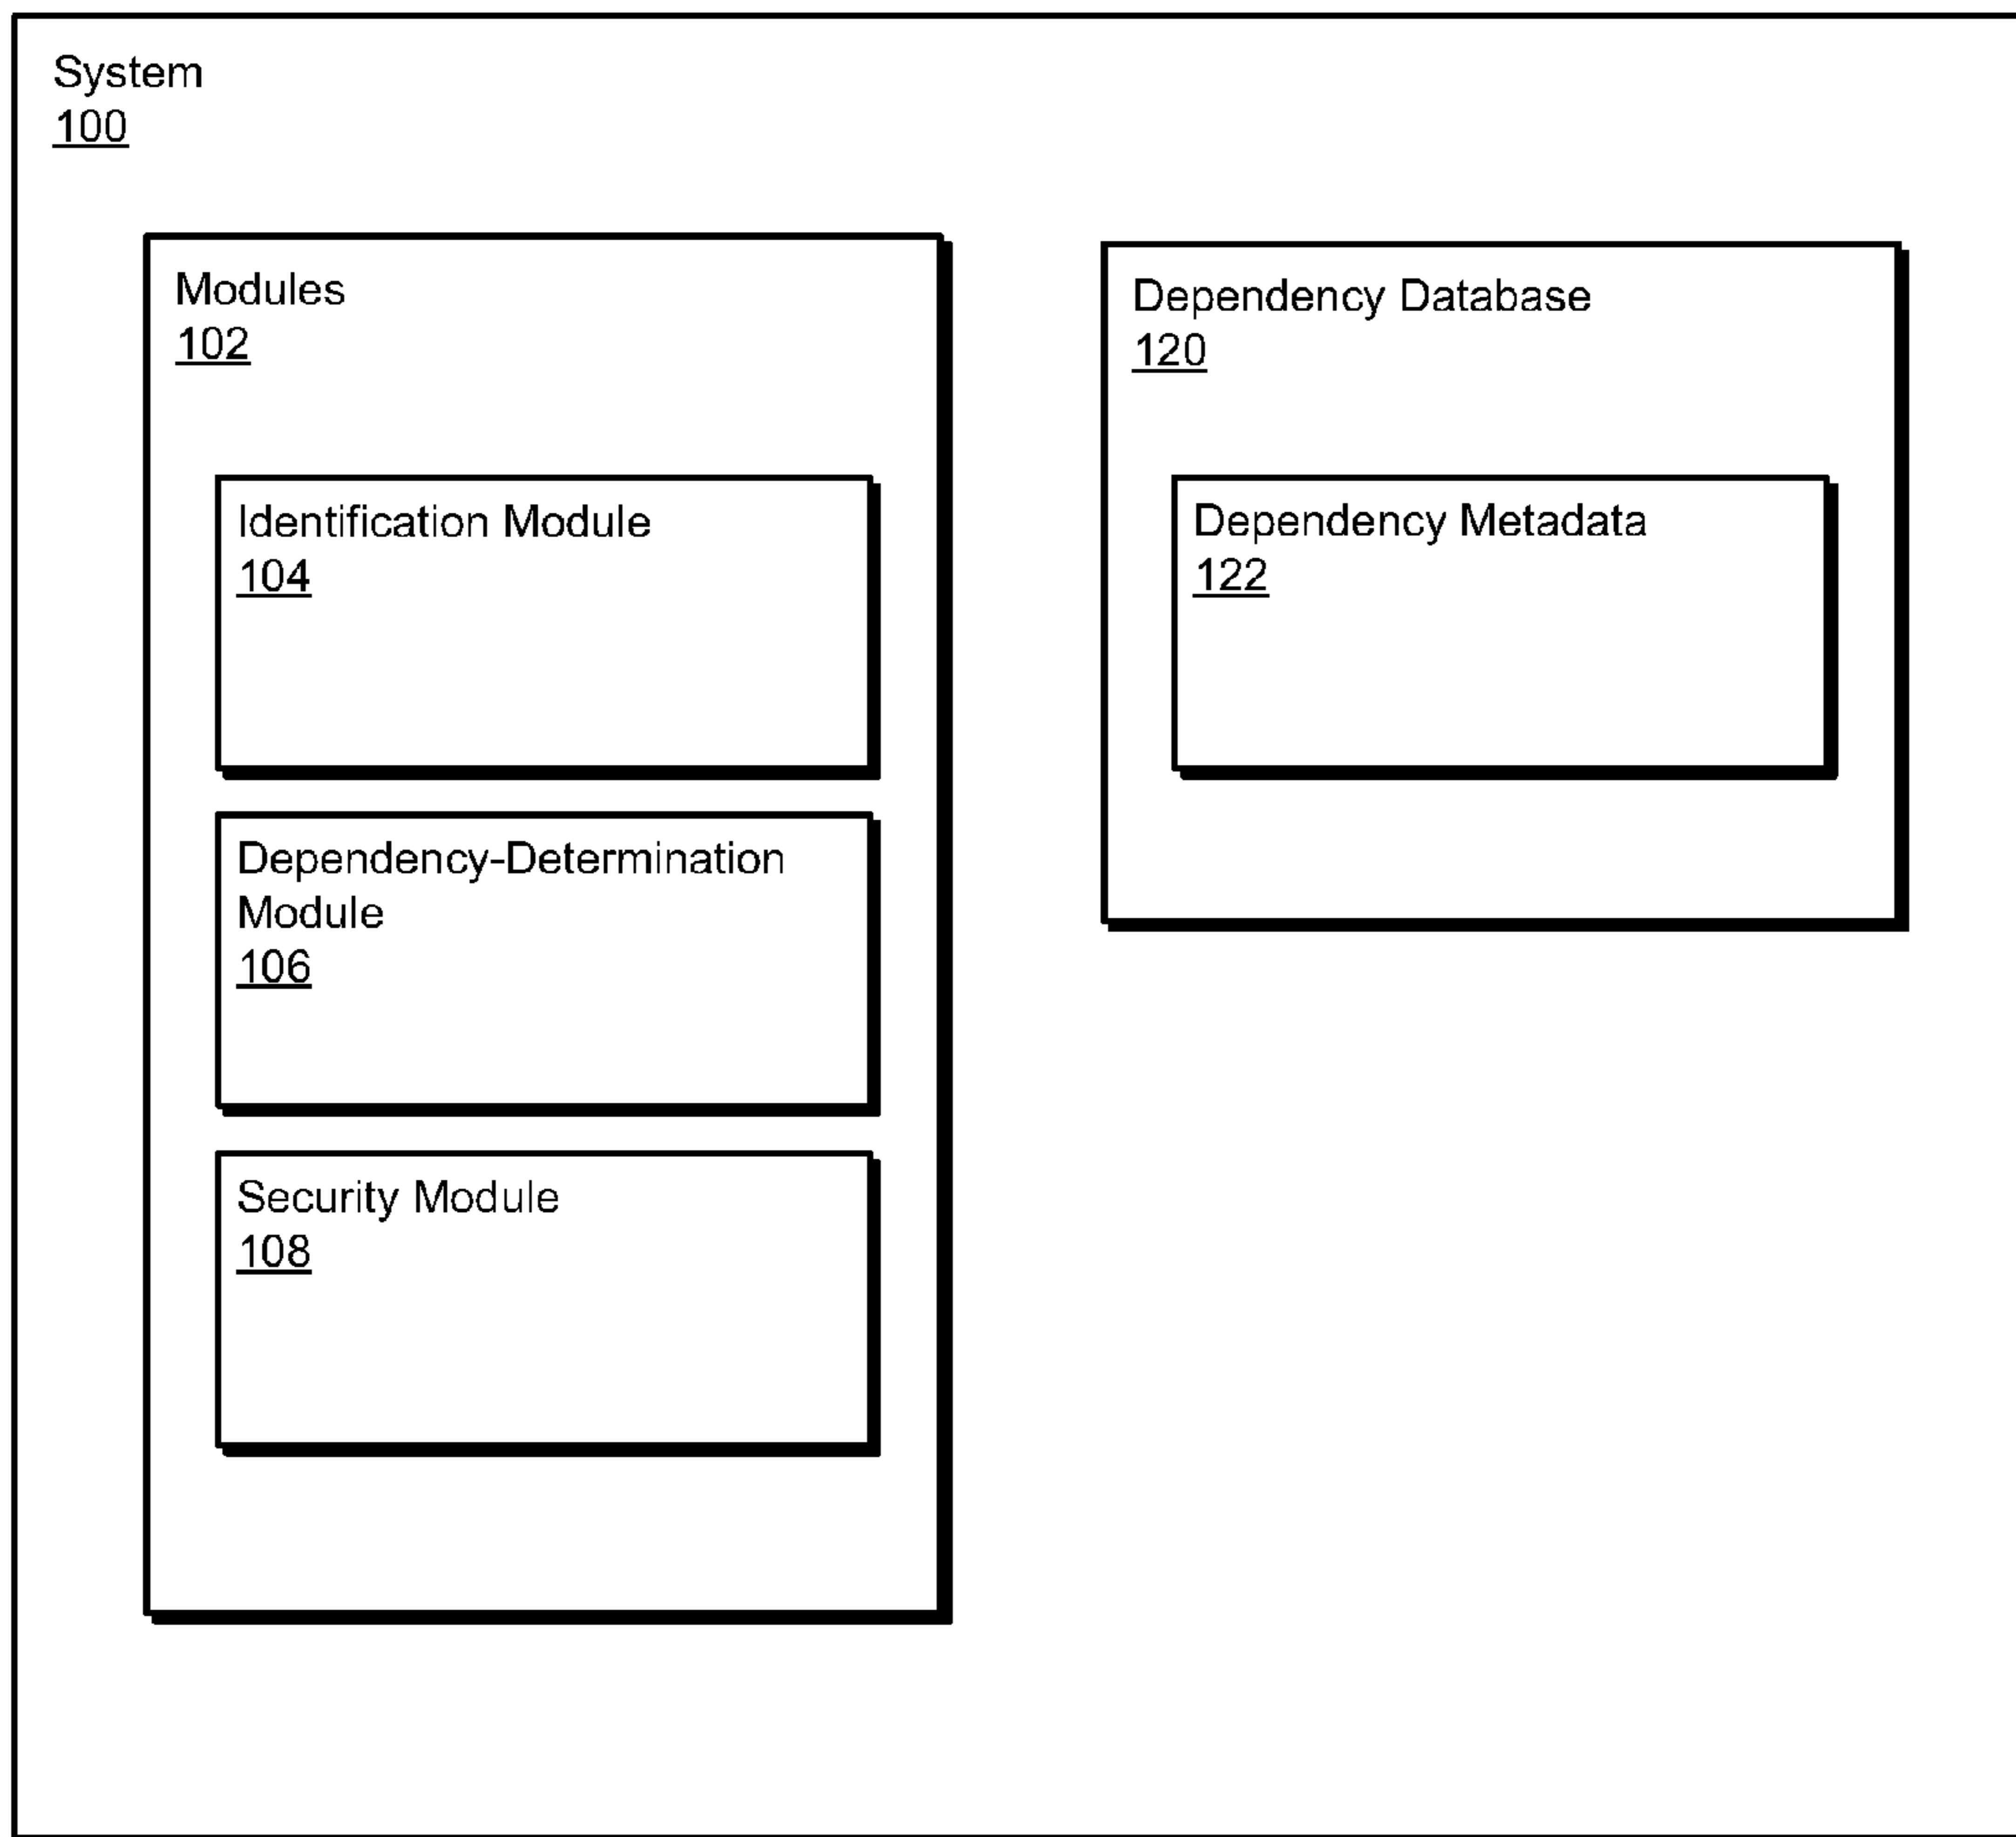 System
100
Modules
102
Identification Module
104
Dependency-Determination
Module
106
Security Module
108
Dependency Database
120
Dependency Metadata
122